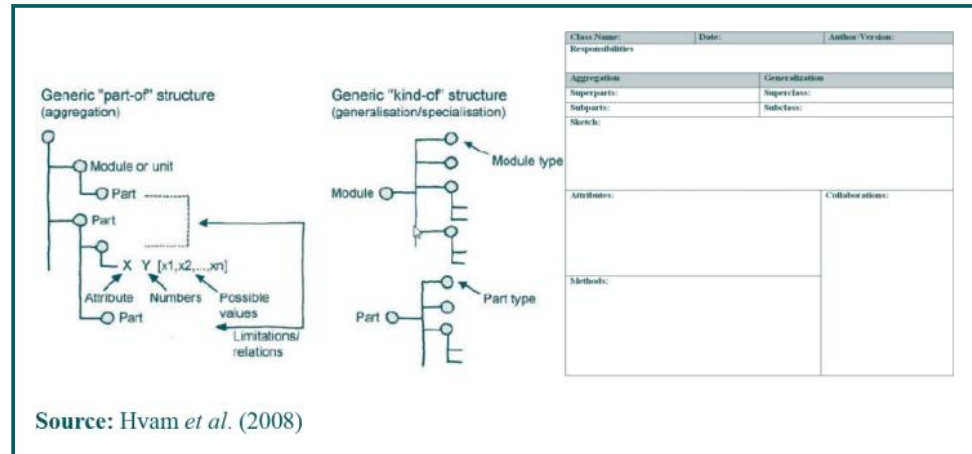 Generic "part-of" structure
(aggregation)
Module or unit
Part
Part
X Y [x1,x2,...,xn]
Attribute Numbers Possible
values
Part
Limitations/
relations
Generic "kind-of" structure
(generalisation/specialisation)
Module type
Module
Part type
Part
Class Name: Date: Author/Version:
Responsibilities
Aggregation Generalization
Superparts: Superclass:
Subparts: Subclass:
Sketch:
Attributes: Collaborations:
Methods:
Source: Hvam et al. (2008)